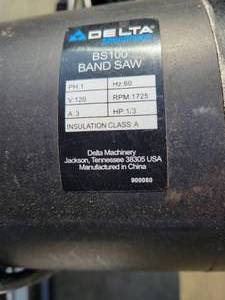 DELTA
BS100
BAND SAW
PH:1 Hz:60
V:120 RPM:1725
A:3 HP:1/3
INSULATION CLASS: A
Delta Machinery
Jackson, Tennessee 38305 USA
Manufactured in China
900080